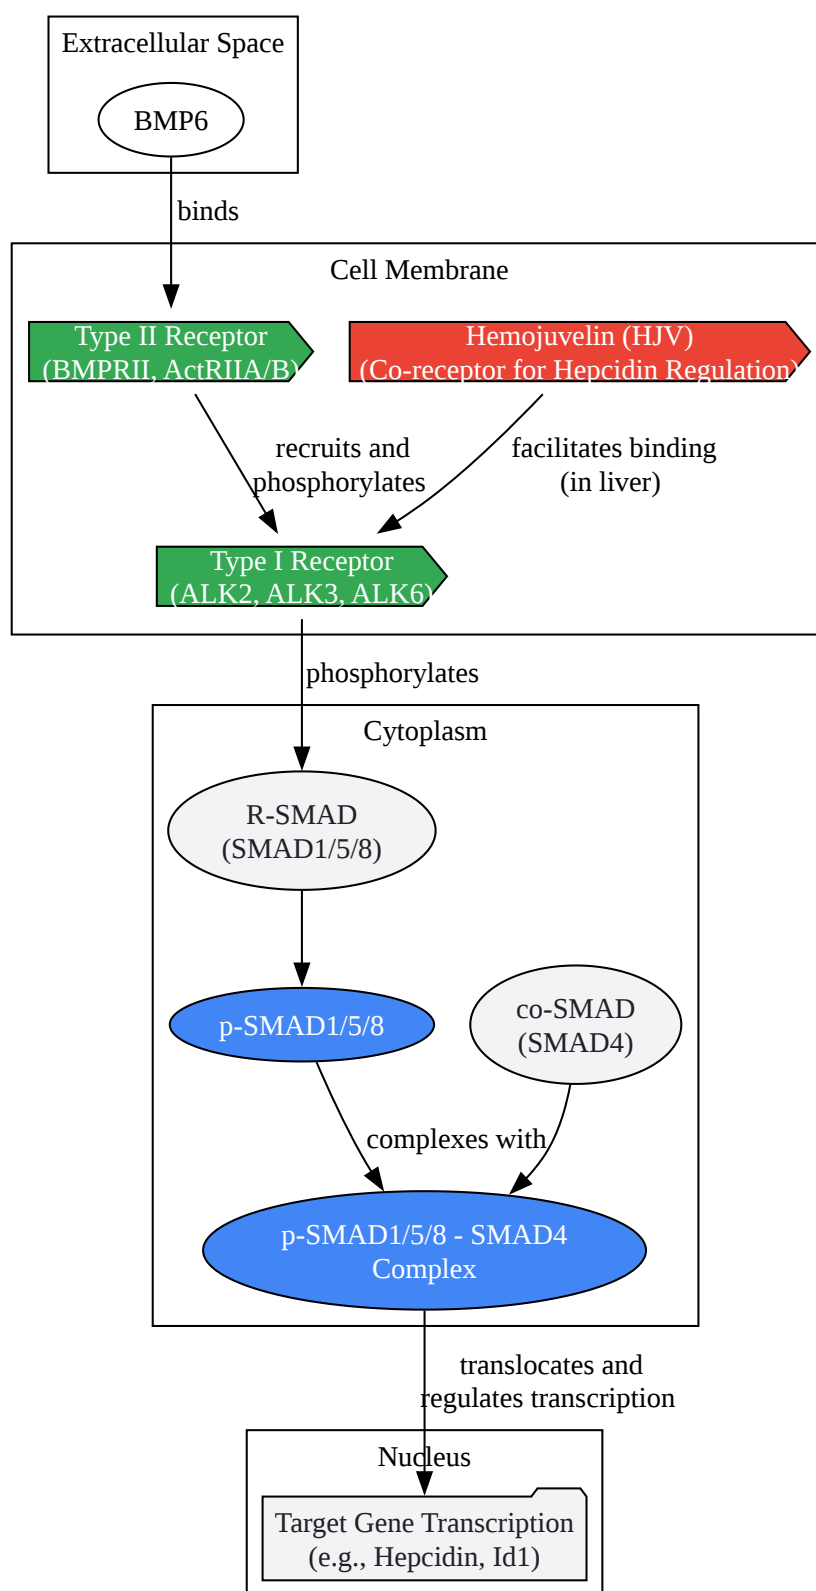 Extracellular Space
BMP6
binds
Cell Membrane
Type II Receptor
(BMPRII, ActRIIA/B)
Hemojuvelin (HJV)
(Co-receptor for Hepcidin Regulation)
recruits and
phosphorylates
facilitates binding
(in liver)
Type I Receptor
(ALK2, ALK3, ALK6)
phosphorylates
Cytoplasm
R-SMAD
(SMAD1/5/8)
p-SMAD1/5/8
co-SMAD
(SMAD4)
complexes with
p-SMAD1/5/8 - SMAD4
Complex
translocates and
regulates transcription
Nucleus
Target Gene Transcription
(e.g., Hepcidin, Id1)